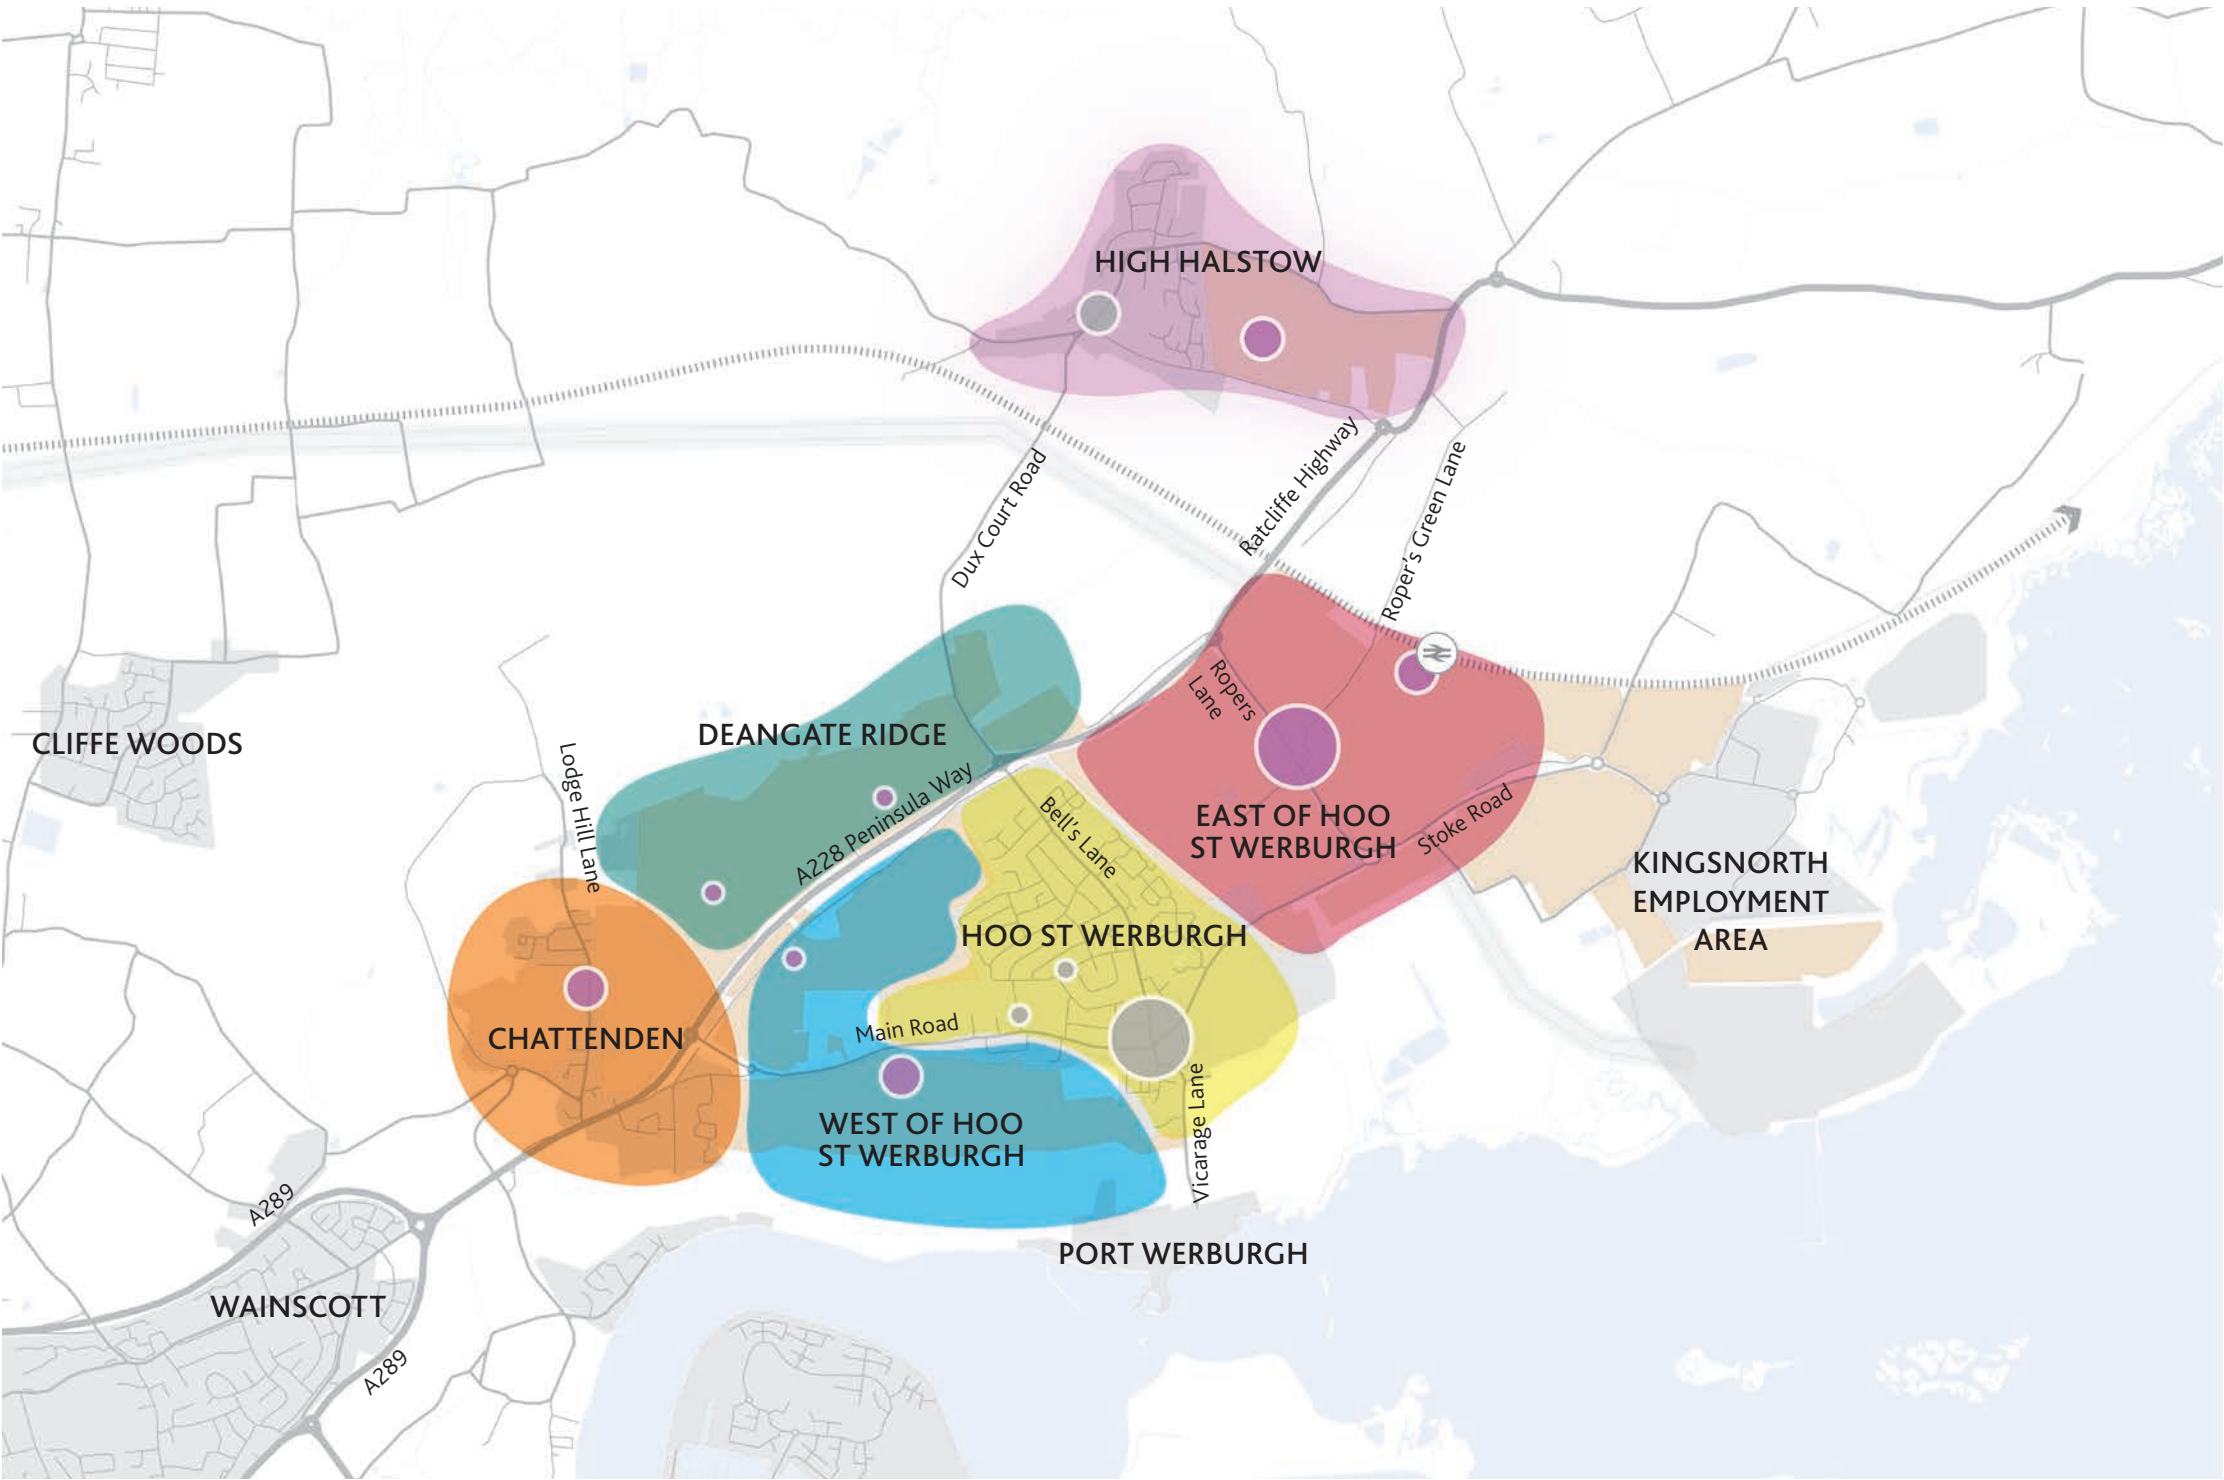 HIGH HALSTOW
Ratcliffe Highway
Roper's Green Lane
Dux Court Road
Ropers
Lane
DEANGATE RIDGE
CLIFFE WOODS
Lodge Hill Lane
A228 Peninsula Way
Bell's Lane
EAST OF HOO
ST WERBURGH
Stoke Road
KINGSNORTH
EMPLOYMENT
AREA
HOO ST WERBURGH
CHATTENDEN
Main Road
WEST OF HOO
ST WERBURGH
Vicarage Lane
A289
PORT WERBURGH
WAINSCOTT
A289